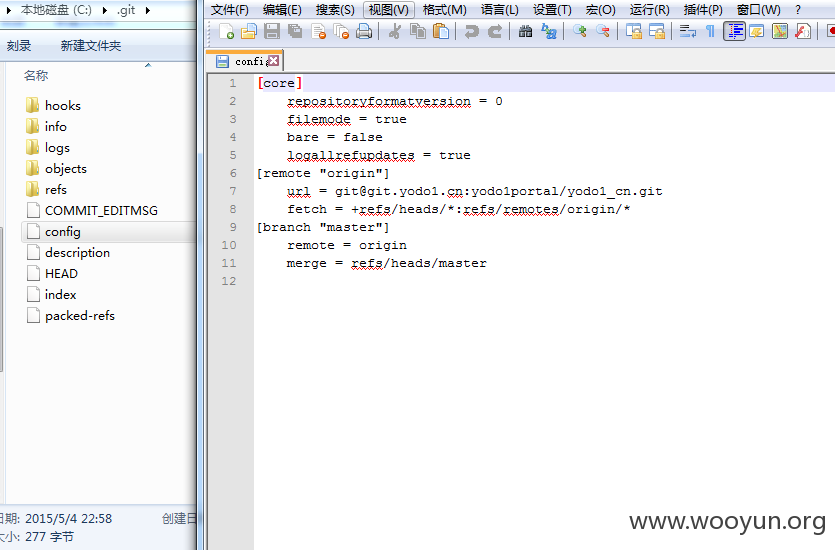 本地磁盘 (C:) .git
刻录 新建文件夹
名称
hooks
info
logs
objects
refs
COMMIT_EDITMSG
config
description
HEAD
index
packed-refs
日期: 2015/5/4 22:58 创建日
大小: 277 字节
文件(F) 编辑(E) 搜索(S) 视图(V) 格式(M) 语言(L) 设置(T) 宏(O) 运行(R) 插件(P) 窗口(W) ?
config
1 [core]
2 repositoryformatversion = 0
3 filemode = true
4 bare = false
5 logallrefupdates = true
6 [remote "origin"]
7 url = git@git.yodo1.cn:yodo1portal/yodo1_cn.git
8 fetch = +refs/heads/*:refs/remotes/origin/*
9 [branch "master"]
10 remote = origin
11 merge = refs/heads/master
12
www.wooyun.org